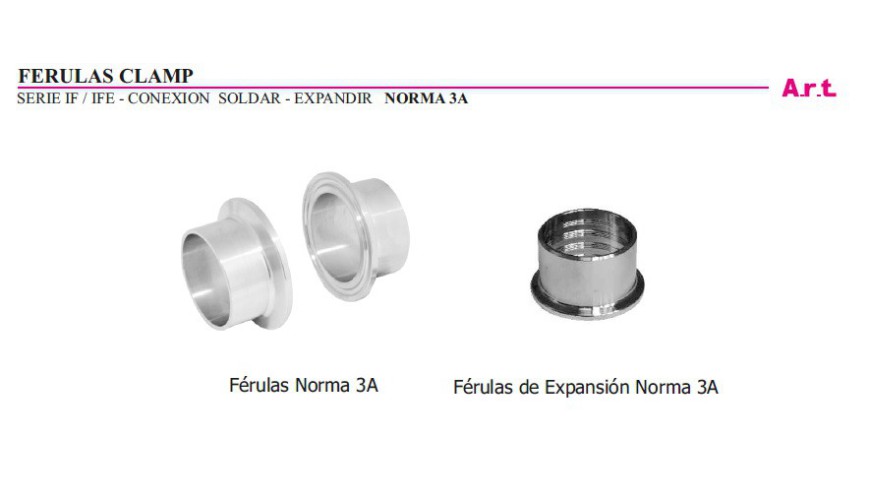 FERULAS CLAMP
SERIE IF / IFE - CONEXION SOLDAR - EXPANDIR NORMA 3A
A.r.t.
Férulas Norma 3A
Férulas de Expansión Norma 3A